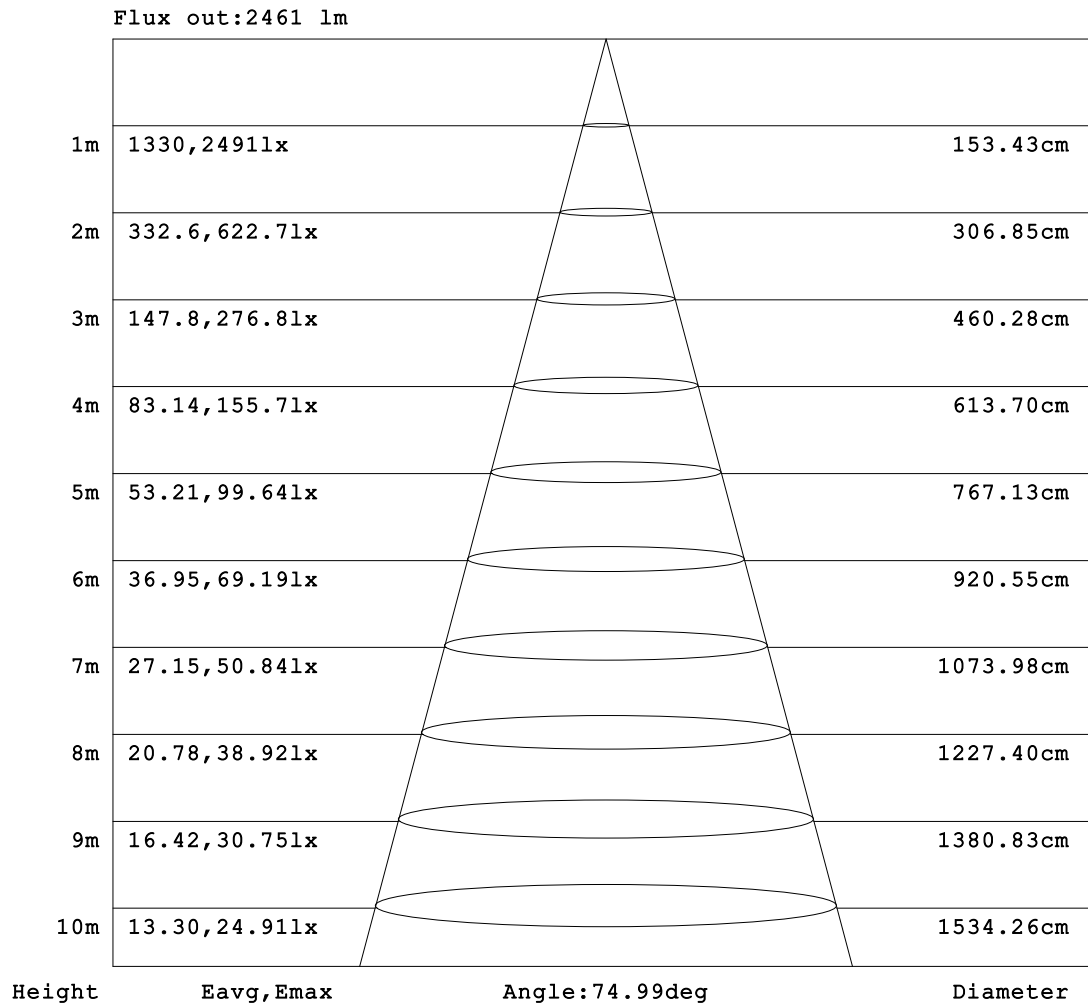 Flux out:2461 lm
1m 1330,2491lx 153.43cm
2m 332.6,622.7lx 306.85cm
3m 147.8,276.8lx 460.28cm
4m 83.14,155.7lx 613.70cm
5m 53.21,99.64lx 767.13cm
6m 36.95,69.19lx 920.55cm
7m 27.15,50.84lx 1073.98cm
8m 20.78,38.92lx 1227.40cm
9m 16.42,30.75lx 1380.83cm
10m 13.30,24.91lx 1534.26cm
Height Eavg,Emax Angle:74.99deg Diameter